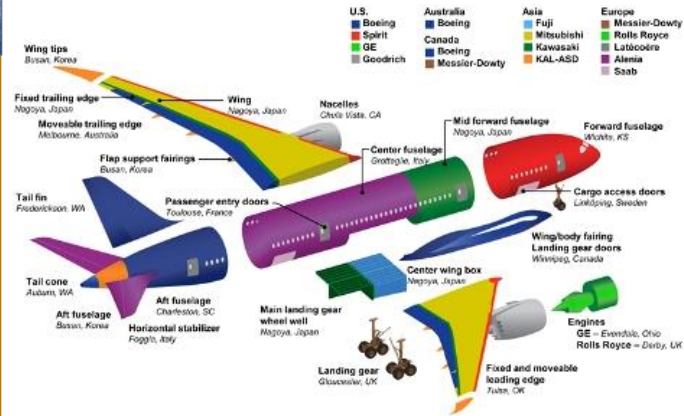 U.S.
Boeing
Spirit
GE
Goodrich
Australia
Boeing
Canada
Boeing
Messier-Dowty
Asia
Fuji
Mitsubishi
Kawasaki
KAL-ASD
Europe
Messier-Dowty
Rolls Royce
Latécoère
Alenia
Saab
Wing tips
Busan, Korea
Fixed trailing edge
Nagoya, Japan
Moveable trailing edge
Melbourne, Australia
Wing
Nagoya, Japan
Flap support fairings
Busan, Korea
Nacelles
Chula Vista, CA
Center fuselage
Grottaglie, Italy
Mid forward fuselage
Nagoya, Japan
Forward fuselage
Wichita, KS
Cargo access doors
Linköping, Sweden
Tail fin
Frederickson, WA
Passenger entry doors
Toulouse, France
Wing/body fairing
Landing gear doors
Winnipeg, Canada
Tail cone
Auburn, WA
Aft fuselage
Busan, Korea
Aft fuselage
Charleston, SC
Horizontal stabilizer
Foggia, Italy
Center wing box
Nagoya, Japan
Main landing gear
wheel well
Nagoya, Japan
Landing gear
Gloucester, UK
Engines
GE – Evendale, Ohio
Rolls Royce – Derby, UK
Fixed and moveable
leading edge
Tulsa, OK